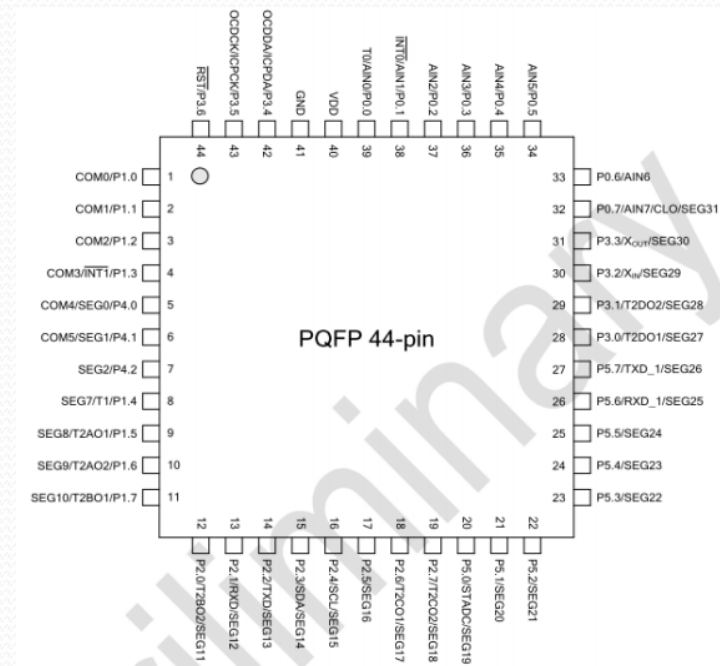 RST/P3.6
OCDCK/ICPCK/P3.5
OCDDA/ICPDA/P3.4
GND
VDD
T0/AIN0/P0.0
INT0/AIN1/P0.1
AIN2/P0.2
AIN3/P0.3
AIN4/P0.4
AIN5/P0.5
44
43
42
41
40
39
38
37
36
35
34
COM0/P1.0 1
COM1/P1.1 2
COM2/P1.2 3
COM3/INT1/P1.3 4
COM4/SEG0/P4.0 5
COM5/SEG1/P4.1 6
SEG2/P4.2 7
SEG7/T1/P1.4 8
SEG8/T2AO1/P1.5 9
SEG9/T2AO2/P1.6 10
SEG10/T2BO1/P1.7 11
PQFP 44-pin
33 P0.6/AIN6
32 P0.7/AIN7/CLO/SEG31
31 P3.3/XOUT/SEG30
30 P3.2/XIN/SEG29
29 P3.1/T2DO2/SEG28
28 P3.0/T2DO1/SEG27
27 P5.7/TXD_1/SEG26
26 P5.6/RXD_1/SEG25
25 P5.5/SEG24
24 P5.4/SEG23
23 P5.3/SEG22
12
13
14
15
16
17
18
19
20
21
22
P2.0/T2BO2/SEG11
P2.1/RXD/SEG12
P2.2/TXD/SEG13
P2.3/SDA/SEG14
P2.4/SCL/SEG15
P2.5/SEG16
P2.6/T2CO1/SEG17
P2.7/T2CO2/SEG18
P5.0/STADC/SEG19
P5.1/SEG20
P5.2/SEG21